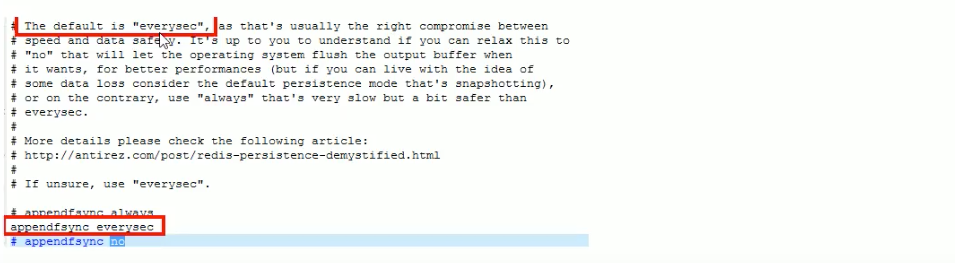 # The default is "everysec", as that's usually the right compromise between
# speed and data safety. It's up to you to understand if you can relax this to
# "no" that will let the operating system flush the output buffer when
# it wants, for better performances (but if you can live with the idea of
# some data loss consider the default persistence mode that's snapshotting),
# or on the contrary, use "always" that's very slow but a bit safer than
# everysec.
#
# More details please check the following article:
# http://antirez.com/post/redis-persistence-demystified.html
#
# If unsure, use "everysec".
# appendfsync always
appendfsync everysec
# appendfsync no